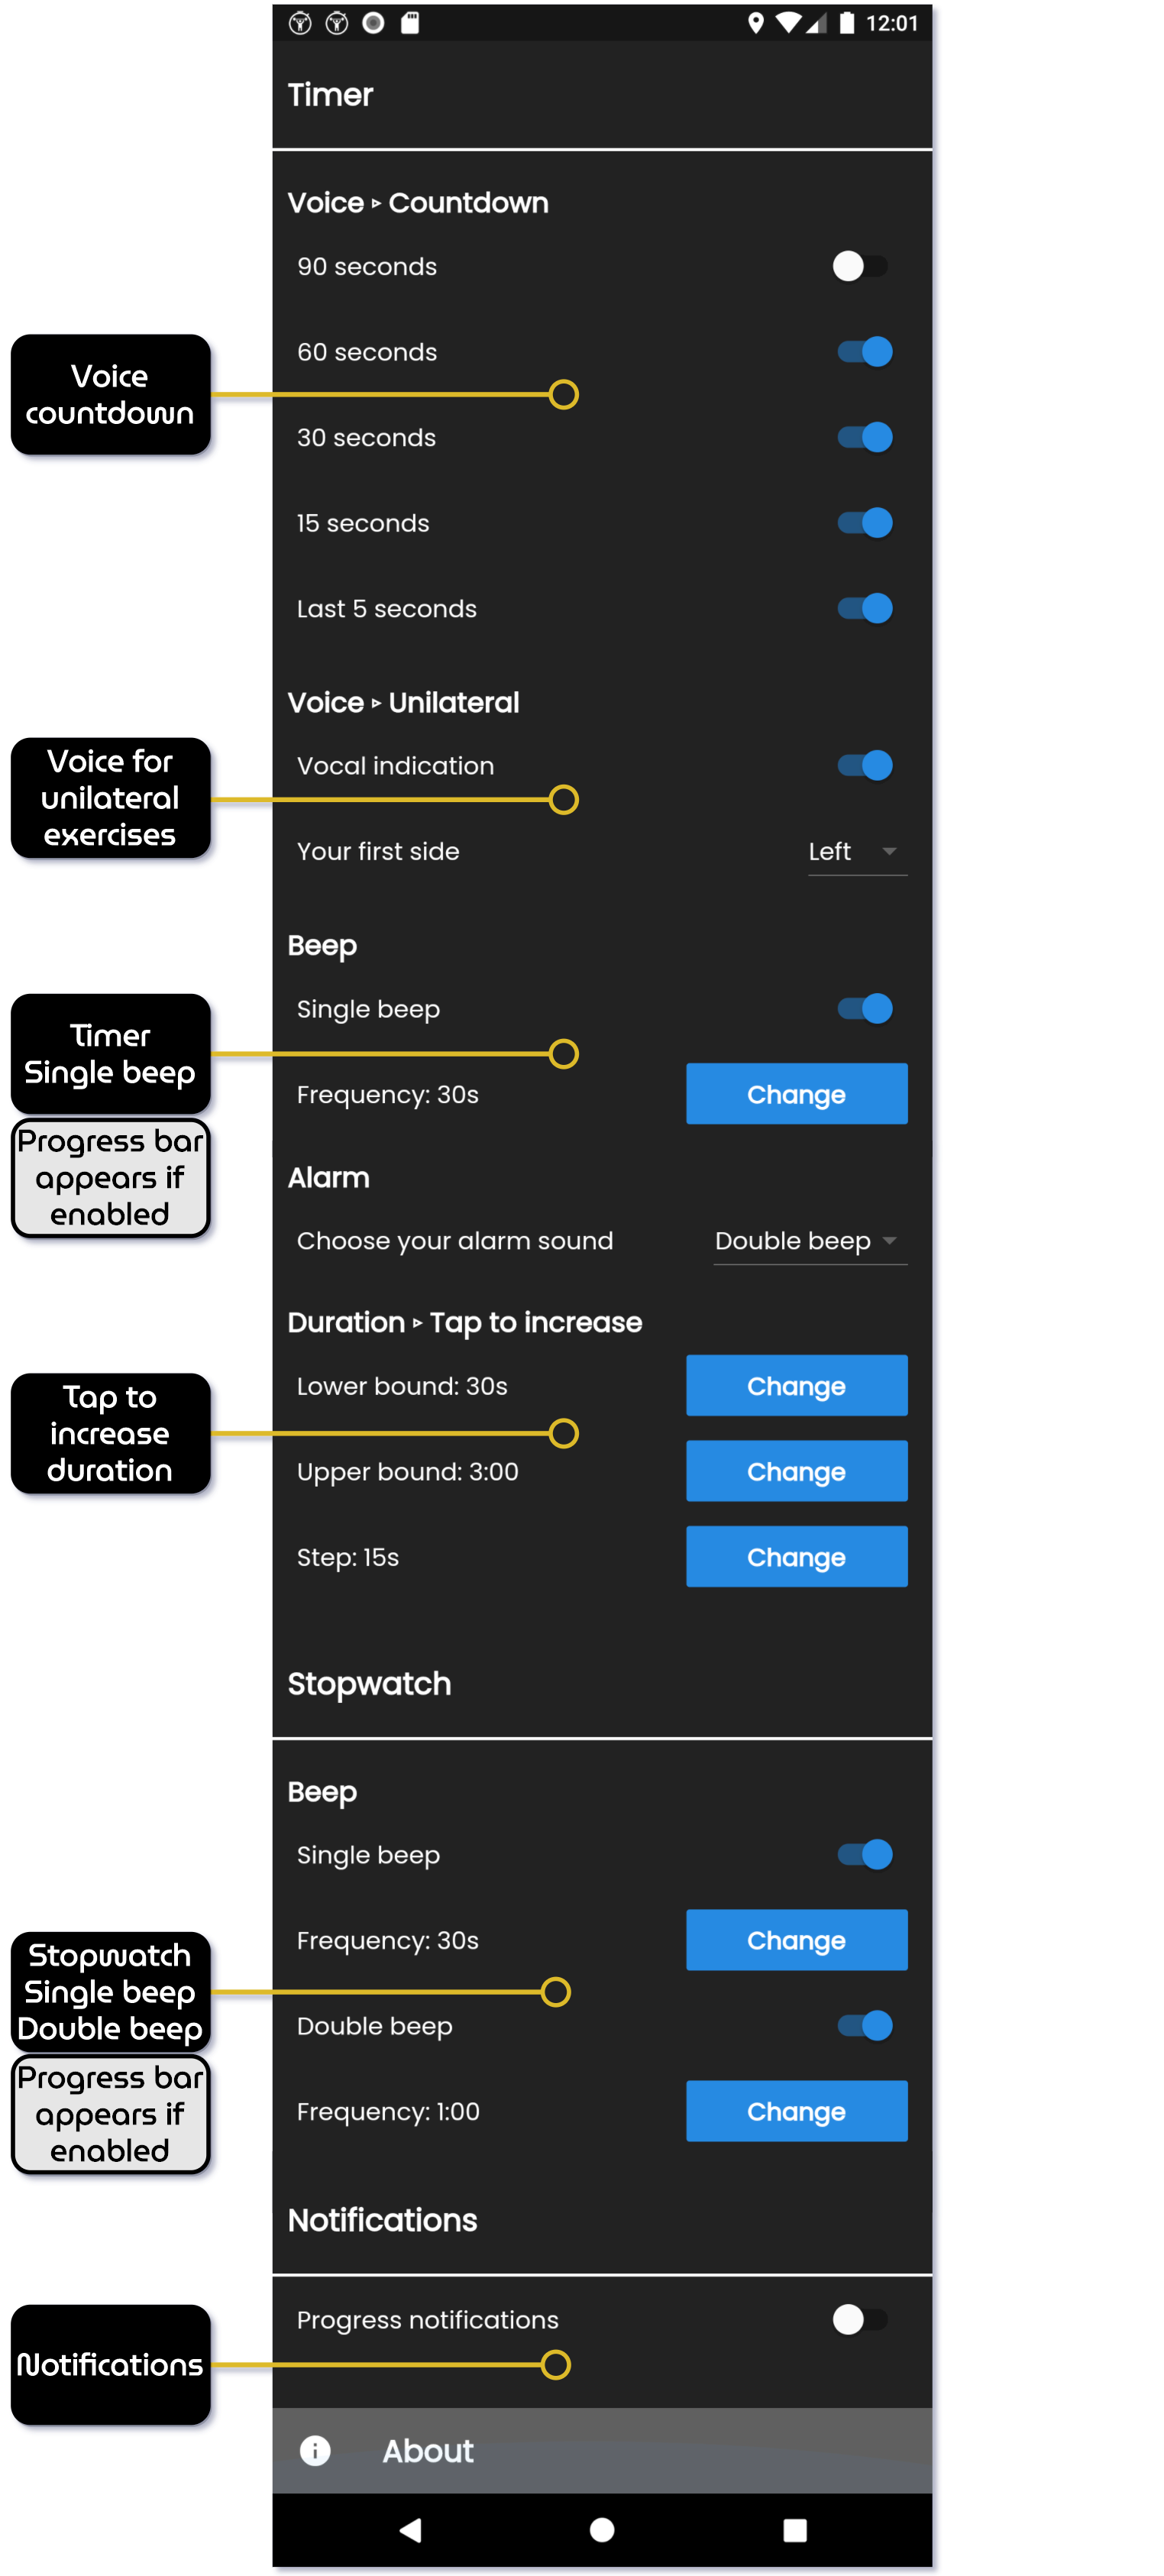 12:01
Timer
Voice ▹ Countdown
90 seconds
60 seconds
Voice
countdown
30 seconds
15 seconds
Last 5 seconds
Voice ▹ Unilateral
Vocal indication
Voice for
unilateral
exercises
Your first side Left
Beep
Single beep
Timer
Single beep
Frequency: 30s Change
Progress bar
appears if
enabled
Alarm
Choose your alarm sound Double beep
Duration ▹ Tap to increase
Lower bound: 30s Change
Tap to
increase
duration
Upper bound: 3:00 Change
Step: 15s Change
Stopwatch
Beep
Single beep
Frequency: 30s Change
Stopwatch
Single beep
Double beep
Double beep
Progress bar
appears if
enabled
Frequency: 1:00 Change
Notifications
Progress notifications
Notifications
About